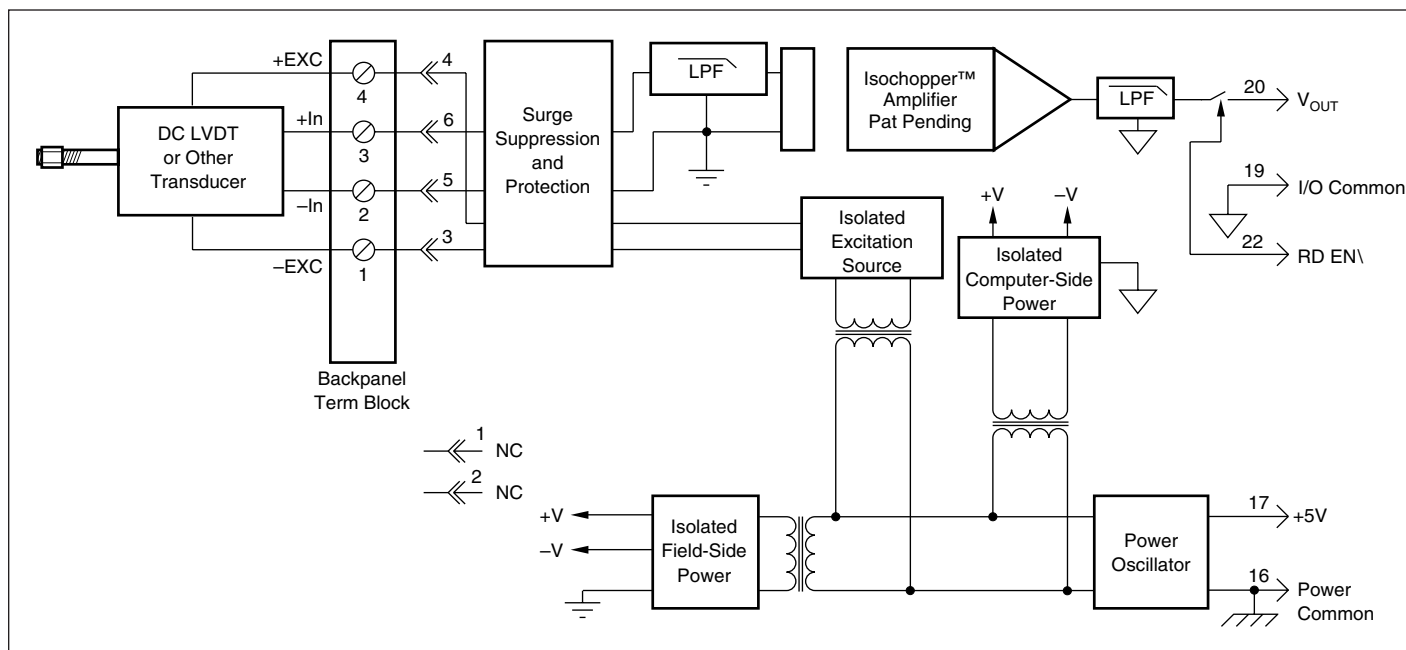 +EXC
4
4
+In
3
6
–In
2
5
–EXC
1
3
DC LVDT
or Other
Transducer
Backpanel
Term Block
Surge
Suppression
and
Protection
LPF
Isochopper™
Amplifier
Pat Pending
LPF
20
VOUT
19
I/O Common
22
RD EN\
Isolated
Excitation
Source
+V
–V
Isolated
Computer-Side
Power
1
NC
2
NC
+V
–V
Isolated
Field-Side
Power
Power
Oscillator
17
+5V
16
Power
Common